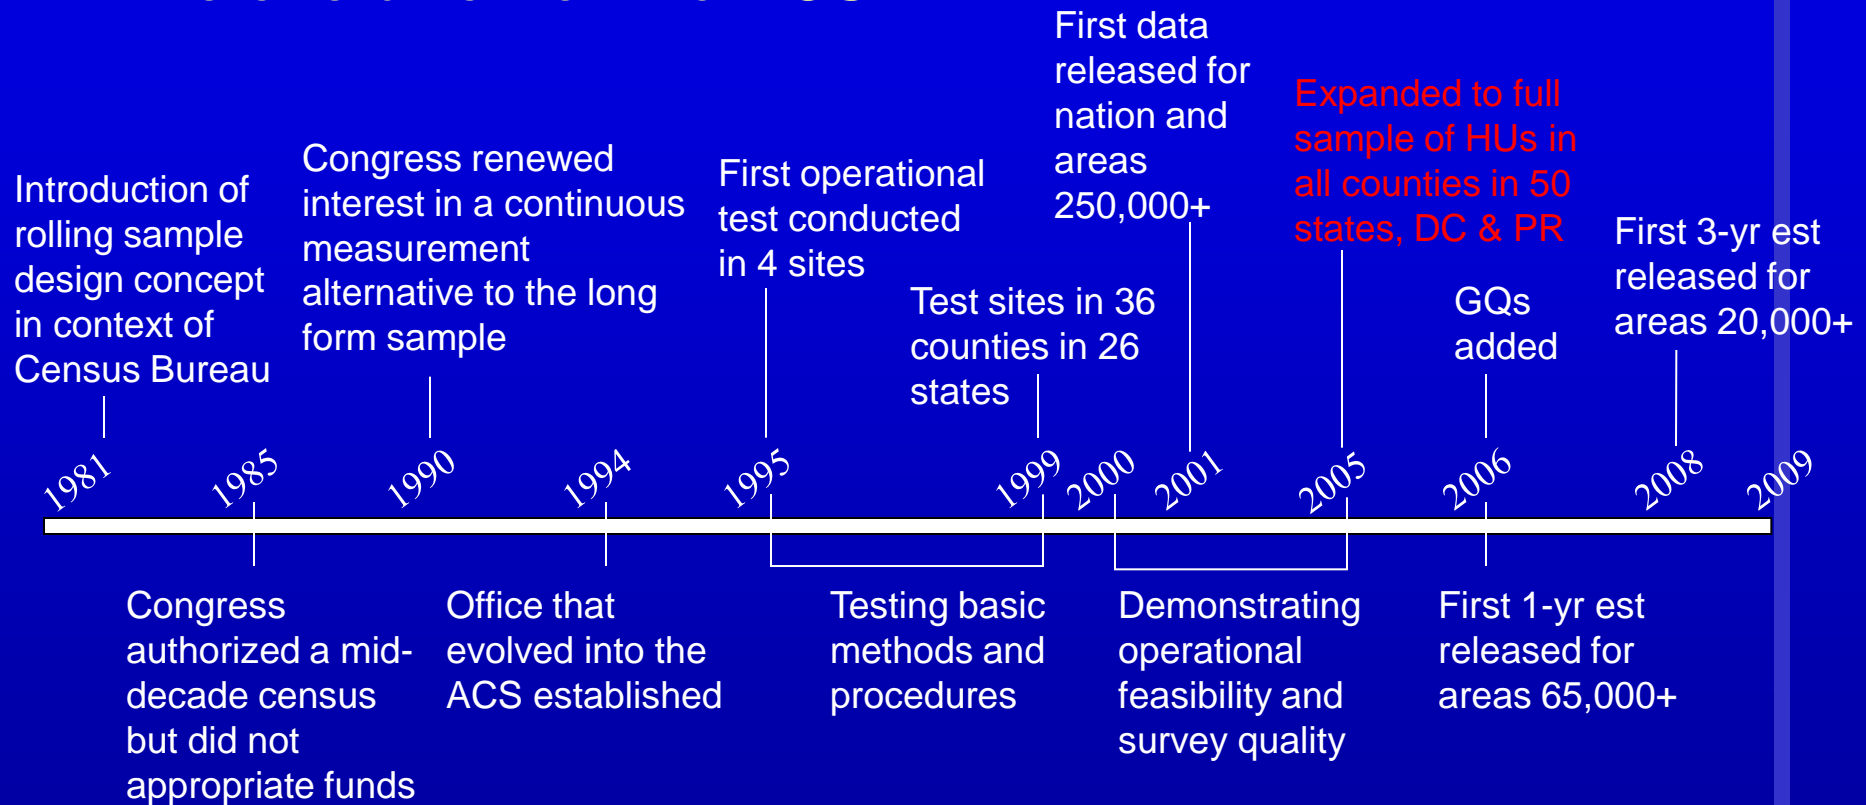 First data
released for
nation and
areas
250,000+
Expanded to full
sample of HUs in
all counties in 50
states, DC & PR
Congress renewed
interest in a continuous
measurement
alternative to the long
form sample
First operational
test conducted
in 4 sites
Introduction of
rolling sample
design concept
in context of
Census Bureau
First 3-yr est
released for
areas 20,000+
Test sites in 36
counties in 26
states
GQs
added
1981
1985
1990
1994
1995
1999
2000
2001
2005
2006
2008
2009
Congress
authorized a mid-
decade census
but did not
appropriate funds
Office that
evolved into the
ACS established
Testing basic
methods and
procedures
Demonstrating
operational
feasibility and
survey quality
First 1-yr est
released for
areas 65,000+